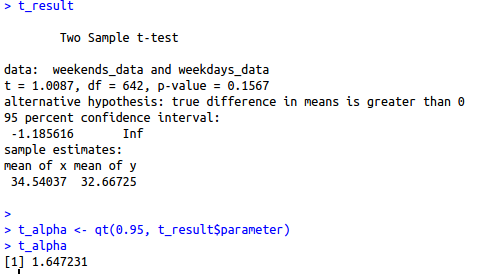 > t_result
Two Sample t-test
data:  weekends_data and weekdays_data
t = 1.0087, df = 642, p-value = 0.1567
alternative hypothesis: true difference in means is greater than 0
95 percent confidence interval:
 -1.185616       Inf
sample estimates:
mean of x mean of y
 34.54037  32.66725
>
> t_alpha <- qt(0.95, t_result$parameter)
> t_alpha
[1] 1.647231